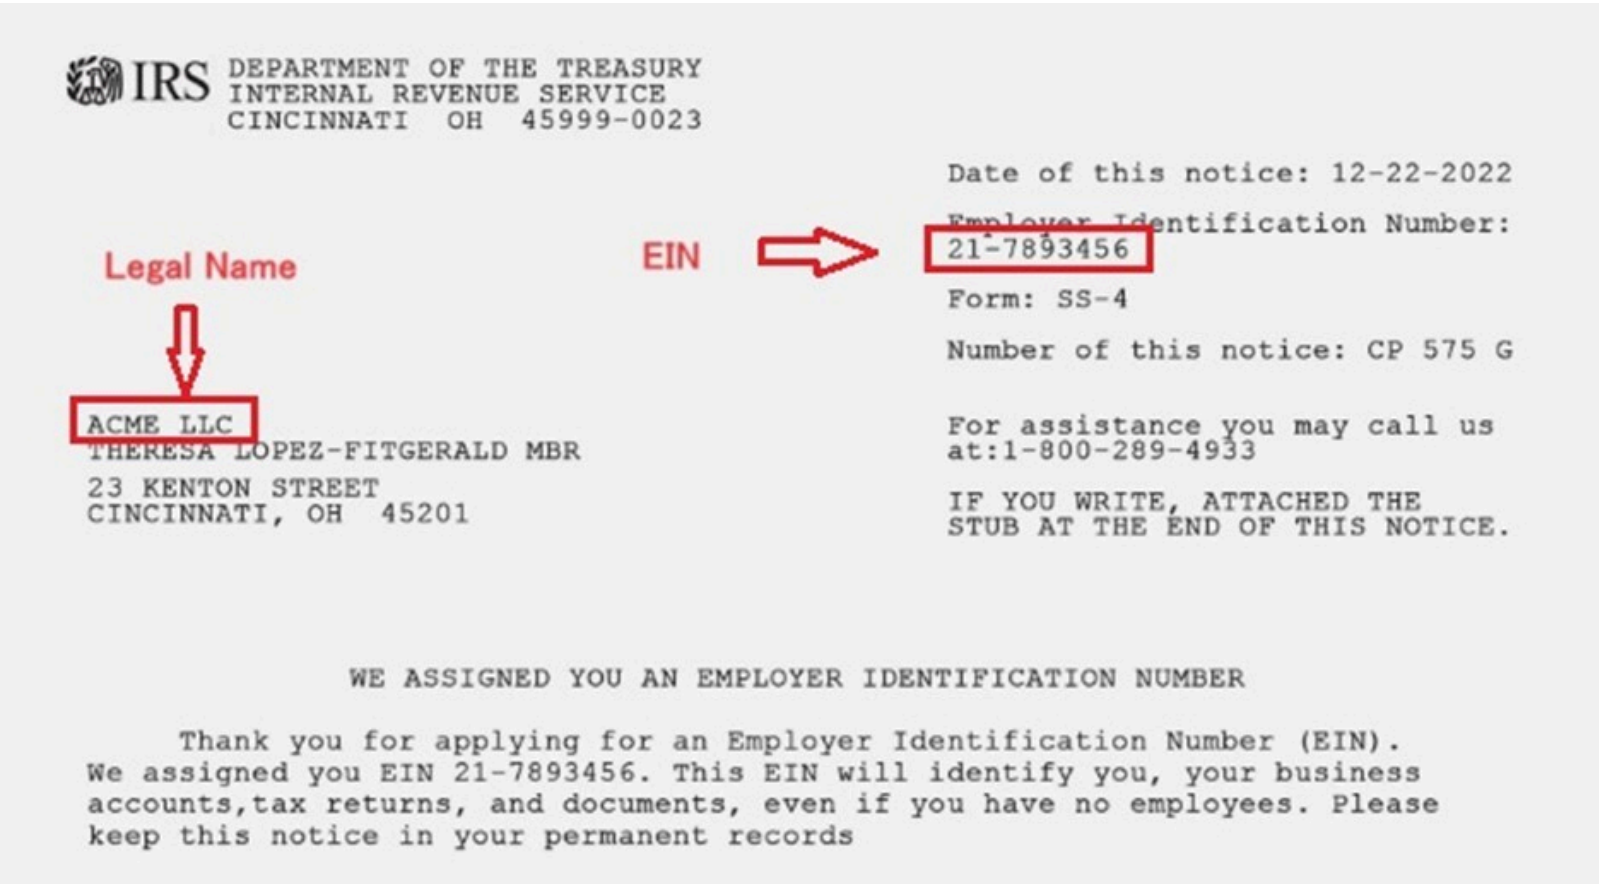 IRS DEPARTMENT OF THE TREASURY
INTERNAL REVENUE SERVICE
CINCINNATI OH 45999-0023
Date of this notice: 12-22-2022
Employer Identification Number:
21-7893456
EIN
Legal Name
Form: SS-4
Number of this notice: CP 575 G
ACME LLC
THERESA LOPEZ-FITGERALD MBR
23 KENTON STREET
CINCINNATI, OH 45201
For assistance you may call us
at:1-800-289-4933
IF YOU WRITE, ATTACHED THE
STUB AT THE END OF THIS NOTICE.
WE ASSIGNED YOU AN EMPLOYER IDENTIFICATION NUMBER
Thank you for applying for an Employer Identification Number (EIN).
We assigned you EIN 21-7893456. This EIN will identify you, your business
accounts,tax returns, and documents, even if you have no employees. Please
keep this notice in your permanent records